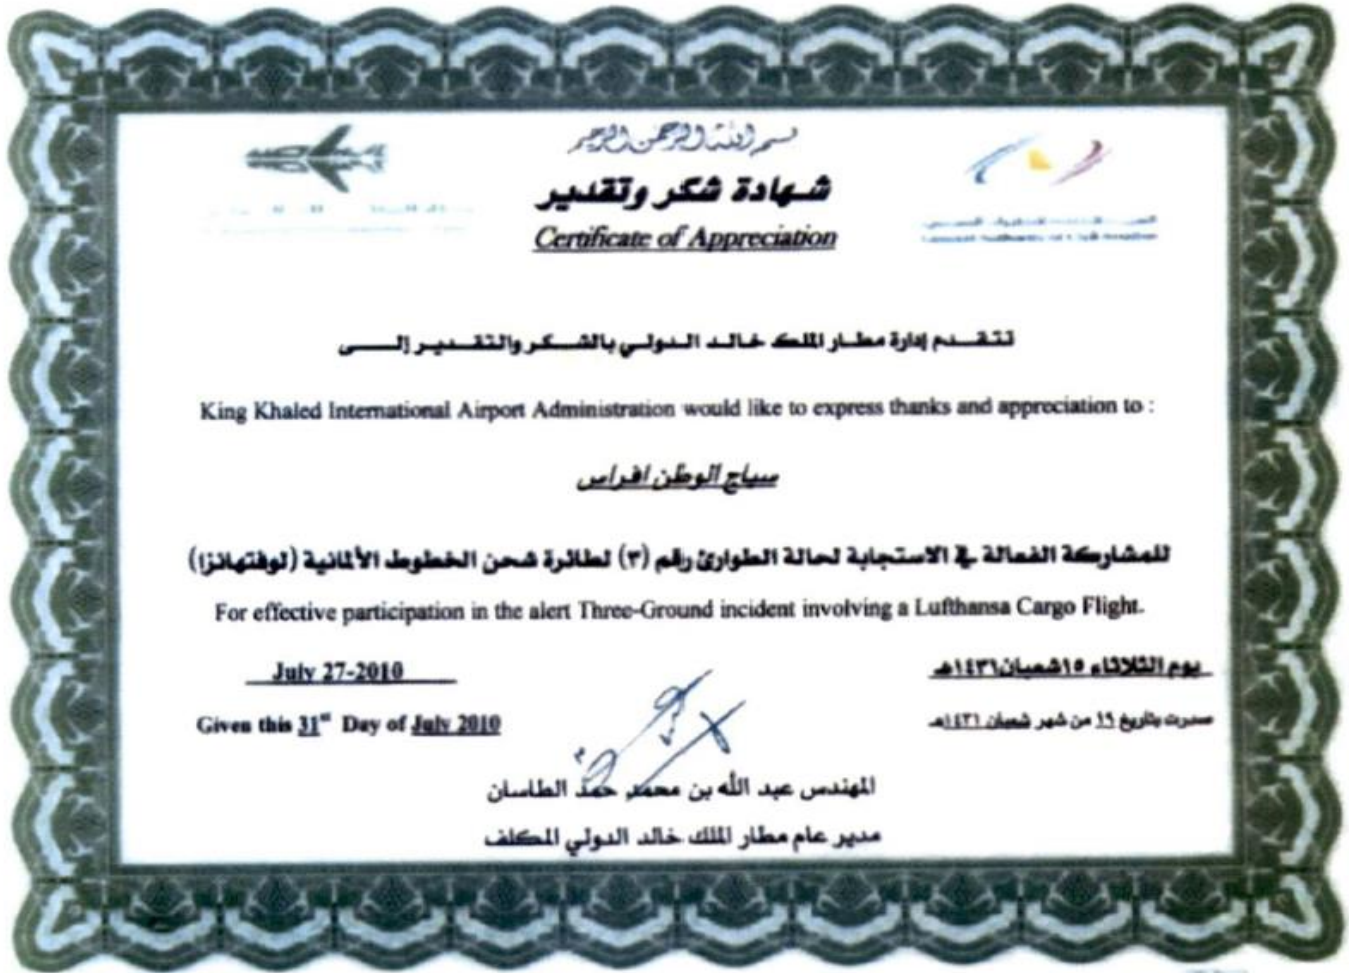 بسم الله الرحمن الرحيم
شهادة شكر وتقدير
Certificate of Appreciation
General Authority of Civil Aviation
تتقدم إدارة مطار الملك خالد الدولي بالشكر والتقدير إلى
King Khaled International Airport Administration would like to express thanks and appreciation to :
سياج الوطن افراس
للمشاركة الفعالة في الاستجابة لحالة الطوارئ رقم (٣) لطائرة شحن الخطوط الألمانية (لوفتهانزا)
For effective participation in the alert Three-Ground incident involving a Lufthansa Cargo Flight.
يوم الثلاثاء ١٥شعبان١٤٣١هـ
July 27-2010
صدرت بتاريخ ١٩ من شهر شعبان ١٤٣١هـ
Given this 31st Day of July 2010
المهندس عبد الله بن محمد حمد الطاسان
مدير عام مطار الملك خالد الدولي المكلف